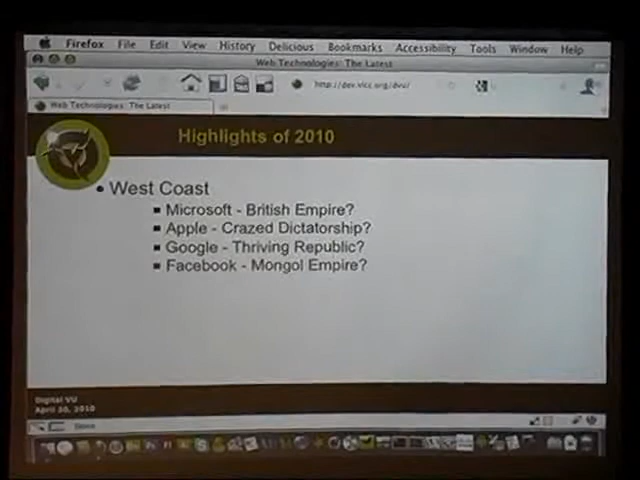 Firefox File Edit View History Delicious Bookmarks Accessibility Tools Window Help
Web Technologies: The Latest
http://dev.vicc.org/dvu/
Web Technologies: The Latest
Highlights of 2010
• West Coast
▪ Microsoft - British Empire?
▪ Apple - Crazed Dictatorship?
▪ Google - Thriving Republic?
▪ Facebook - Mongol Empire?
Digital VU
April 30, 2010
Done